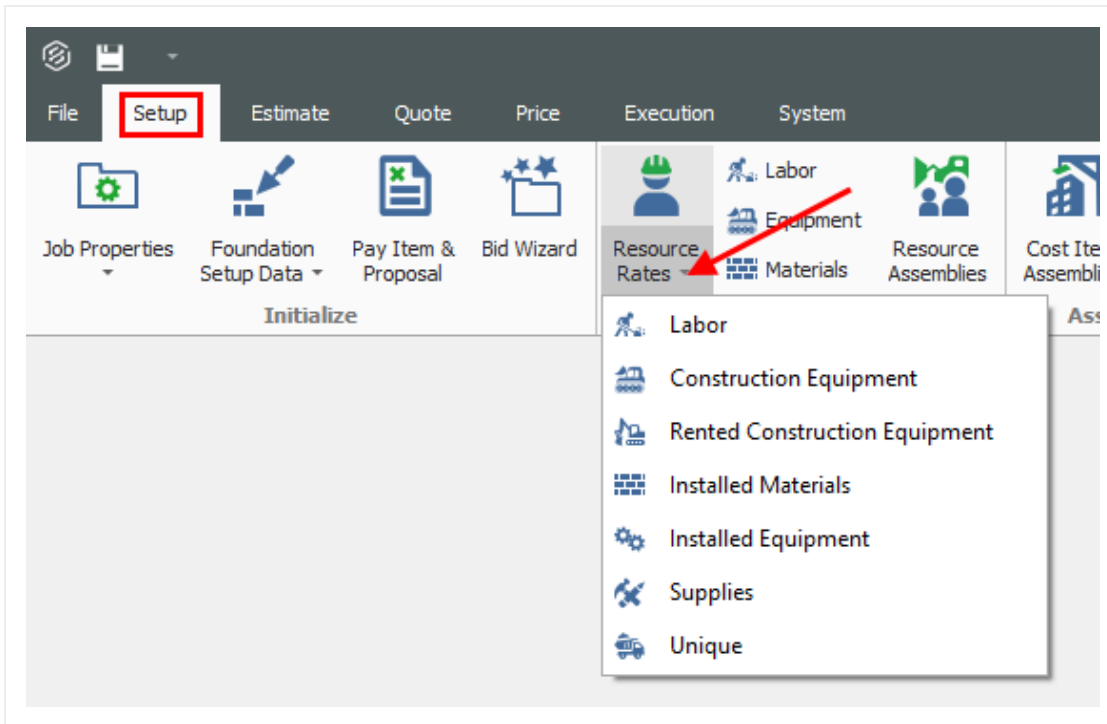 File Setup Estimate Quote Price Execution System
Job Properties
Foundation
Setup Data
Pay Item &
Proposal
Bid Wizard
Initialize
Resource
Rates
Labor
Equipment
Materials
Resource
Assemblies
Cost Ite
Assembli
Ass
Labor
Construction Equipment
Rented Construction Equipment
Installed Materials
Installed Equipment
Supplies
Unique